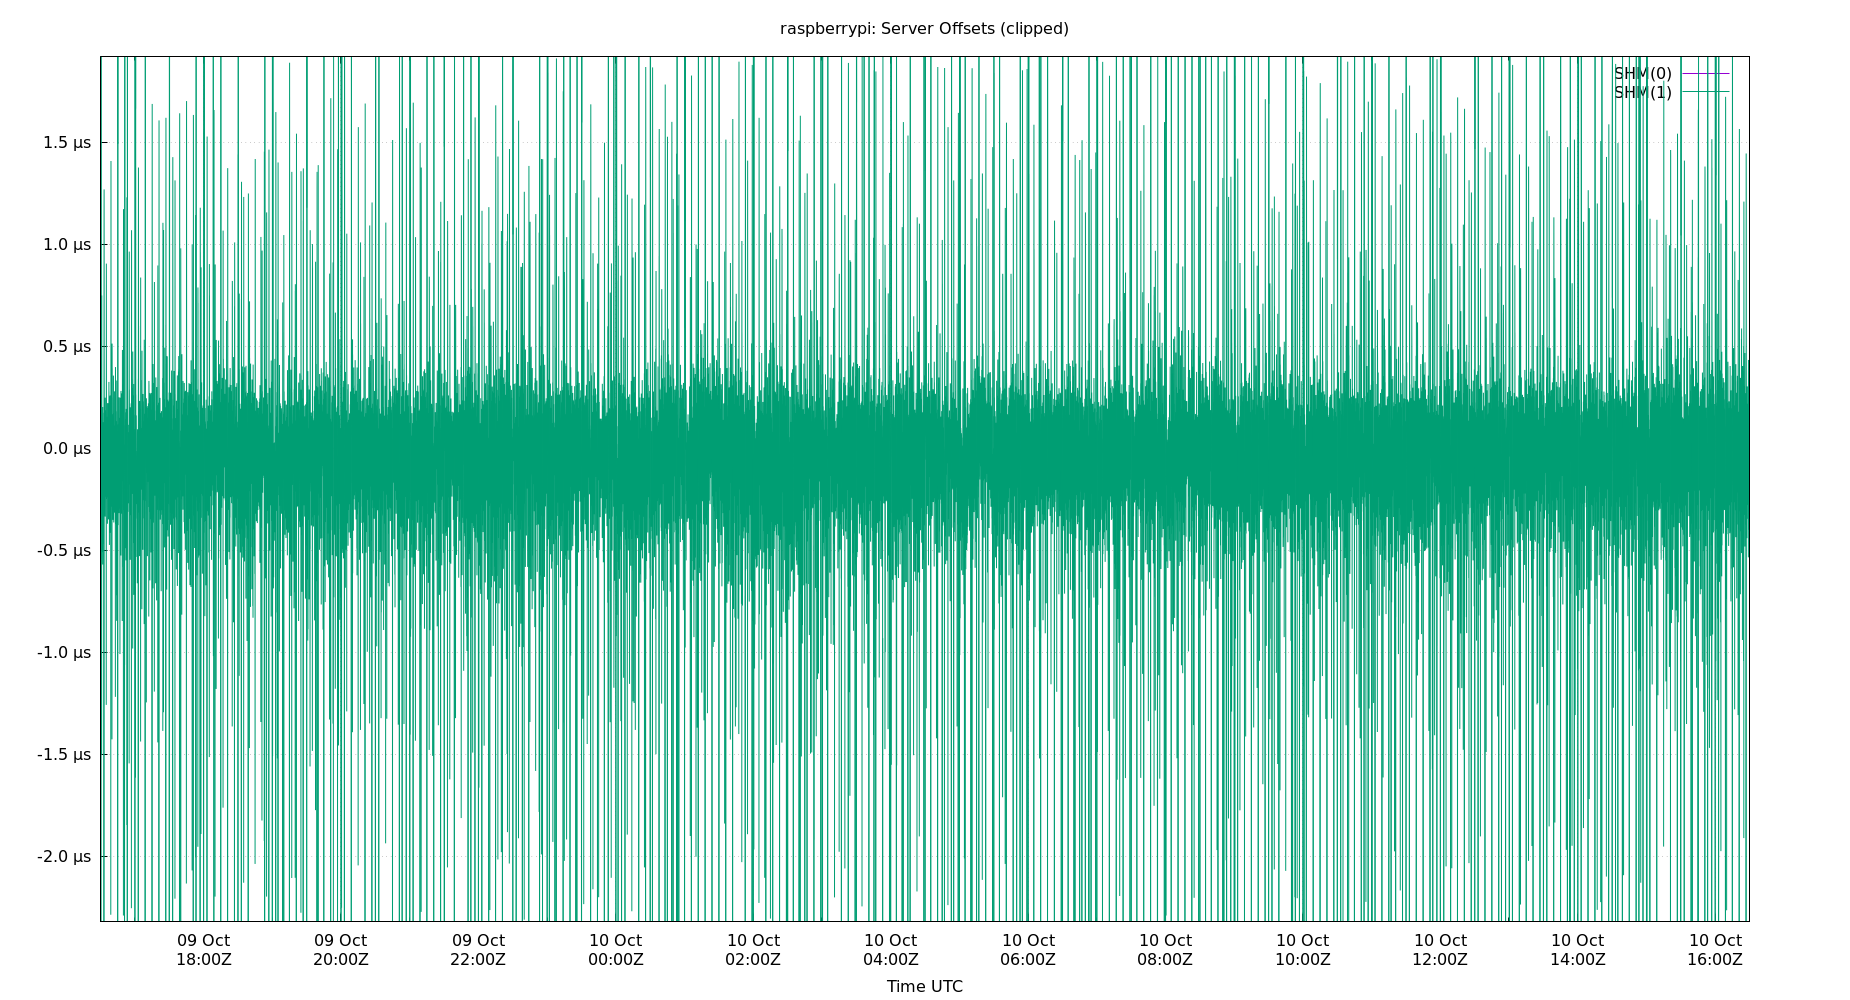 raspberrypi: Server Offsets (clipped)
SHM(0)
SHM(1)
1.5 µs
1.0 µs
0.5 µs
0.0 µs
-0.5 µs
-1.0 µs
-1.5 µs
-2.0 µs
09 Oct 09 Oct 09 Oct 10 Oct 10 Oct 10 Oct 10 Oct 10 Oct 10 Oct 10 Oct 10 Oct 10 Oct
18:00Z 20:00Z 22:00Z 00:00Z 02:00Z 04:00Z 06:00Z 08:00Z 10:00Z 12:00Z 14:00Z 16:00Z
Time UTC